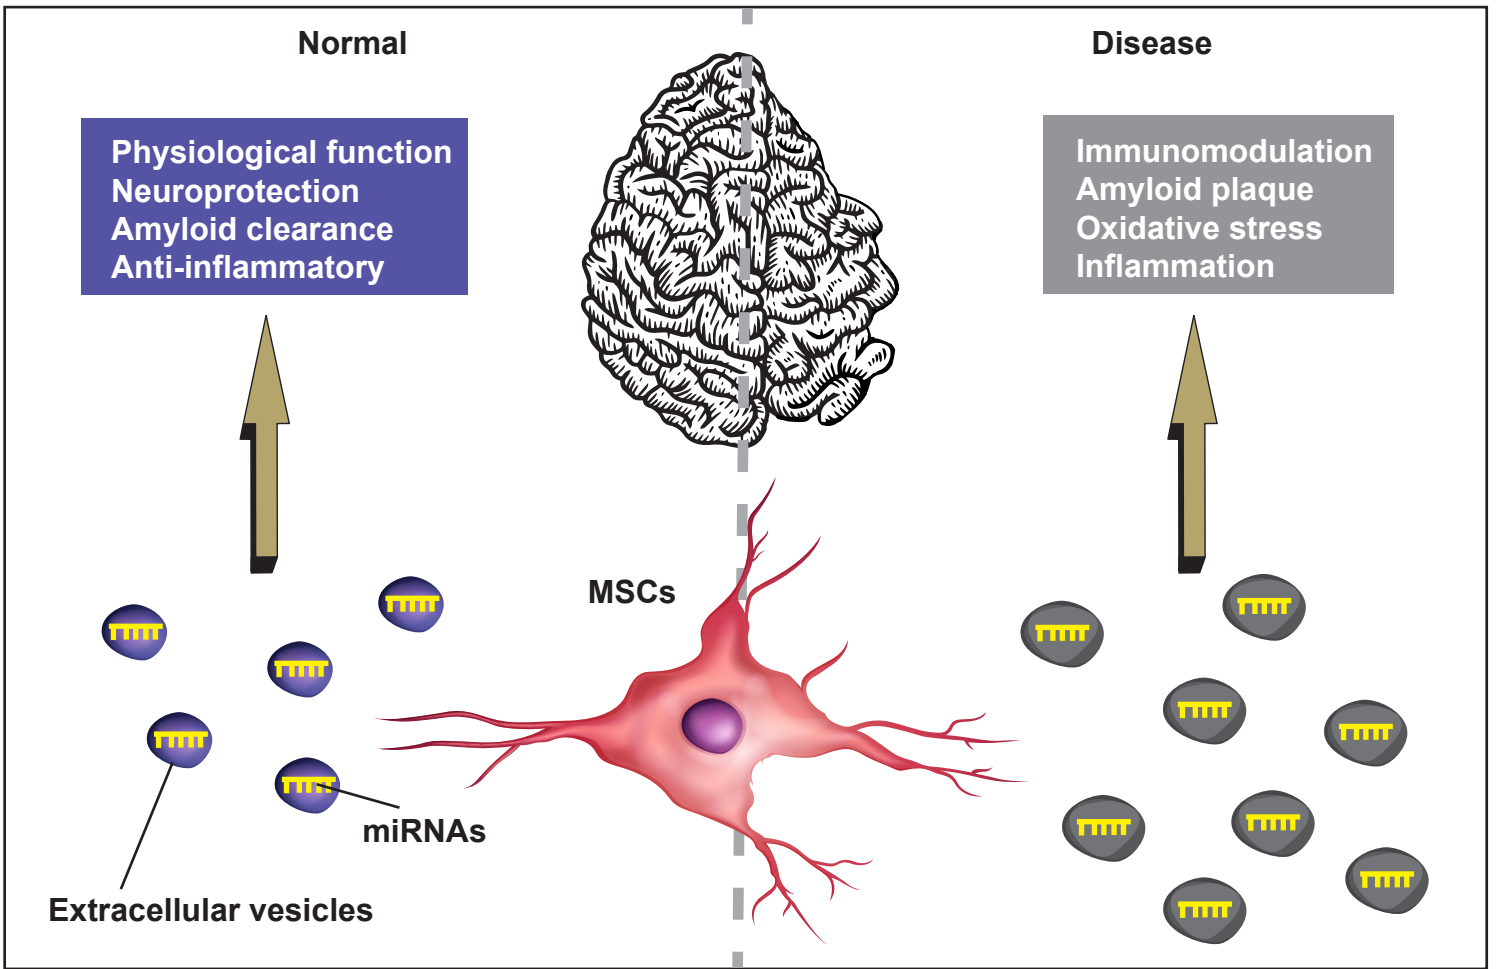 Normal
Disease
Physiological function
Neuroprotection
Amyloid clearance
Anti-inflammatory
Immunomodulation
Amyloid plaque
Oxidative stress
Inflammation
MSCs
miRNAs
Extracellular vesicles